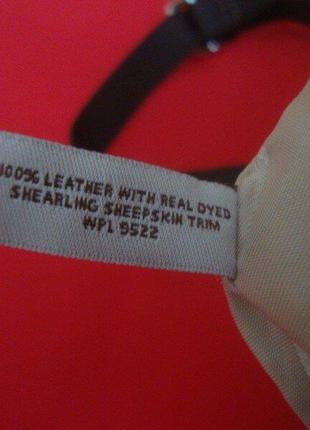 100% LEATHER WITH REAL DYED
SHEARLING SHEEPSKIN TRIM
WPL 9522